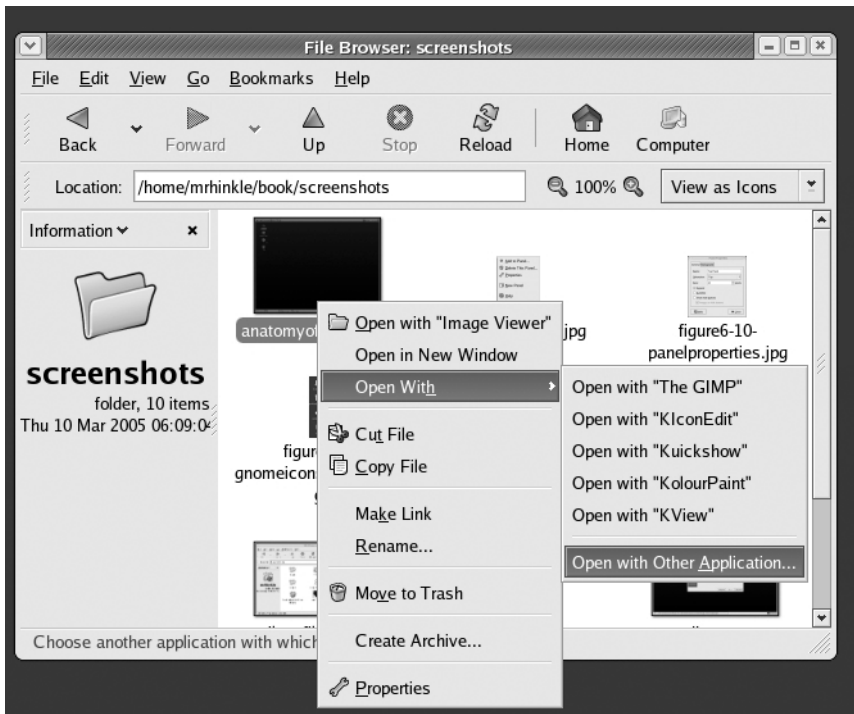 File Browser: screenshots
File Edit View Go Bookmarks Help
Back Forward Up Stop Reload Home Computer
Location: /home/mrhinkle/book/screenshots 100% View as Icons
Information
screenshots
folder, 10 items
Thu 10 Mar 2005 06:09:04
anatomyof
jpg
figure6-10-
panelproperties.jpg
figur
gnomeicon
Open with "Image Viewer"
Open in New Window
Open With
Cut File
Copy File
Make Link
Rename...
Move to Trash
Create Archive...
Properties
Open with "The GIMP"
Open with "KIconEdit"
Open with "Kuickshow"
Open with "KolourPaint"
Open with "KView"
Open with Other Application...
Choose another application with which